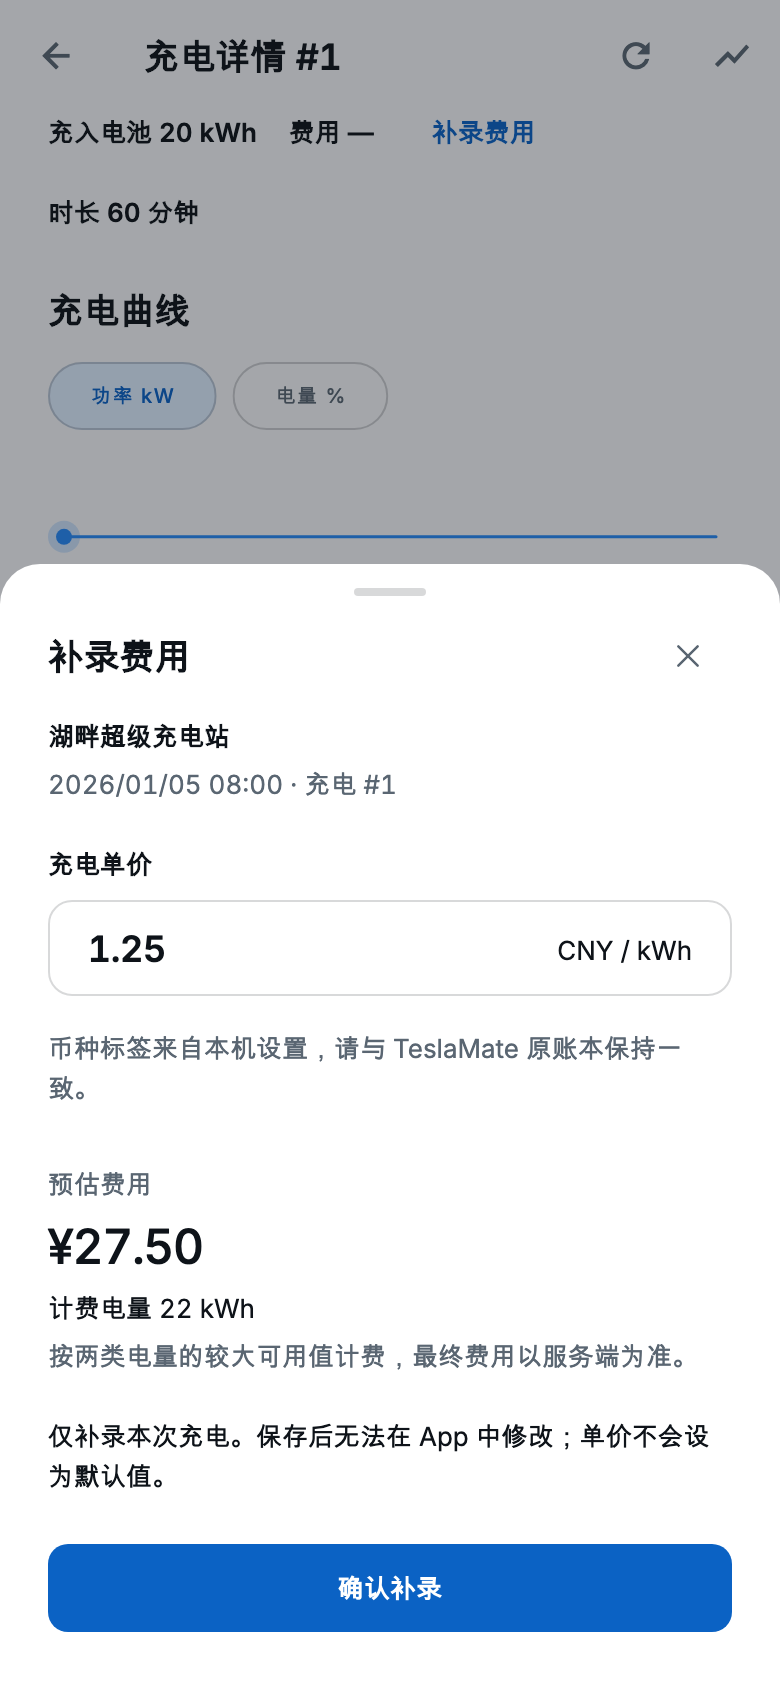 充电详情 #1
充入电池 20 kWh 费用 — 补录费用
时长 60 分钟
充电曲线
功率 kW 电量 %
补录费用
湖畔超级充电站
2026/01/05 08:00 · 充电 #1
充电单价
1.25 CNY / kWh
币种标签来自本机设置，请与 TeslaMate 原账本保持一
致。
预估费用
¥27.50
计费电量 22 kWh
按两类电量的较大可用值计费，最终费用以服务端为准。
仅补录本次充电。保存后无法在 App 中修改；单价不会设
为默认值。
确认补录